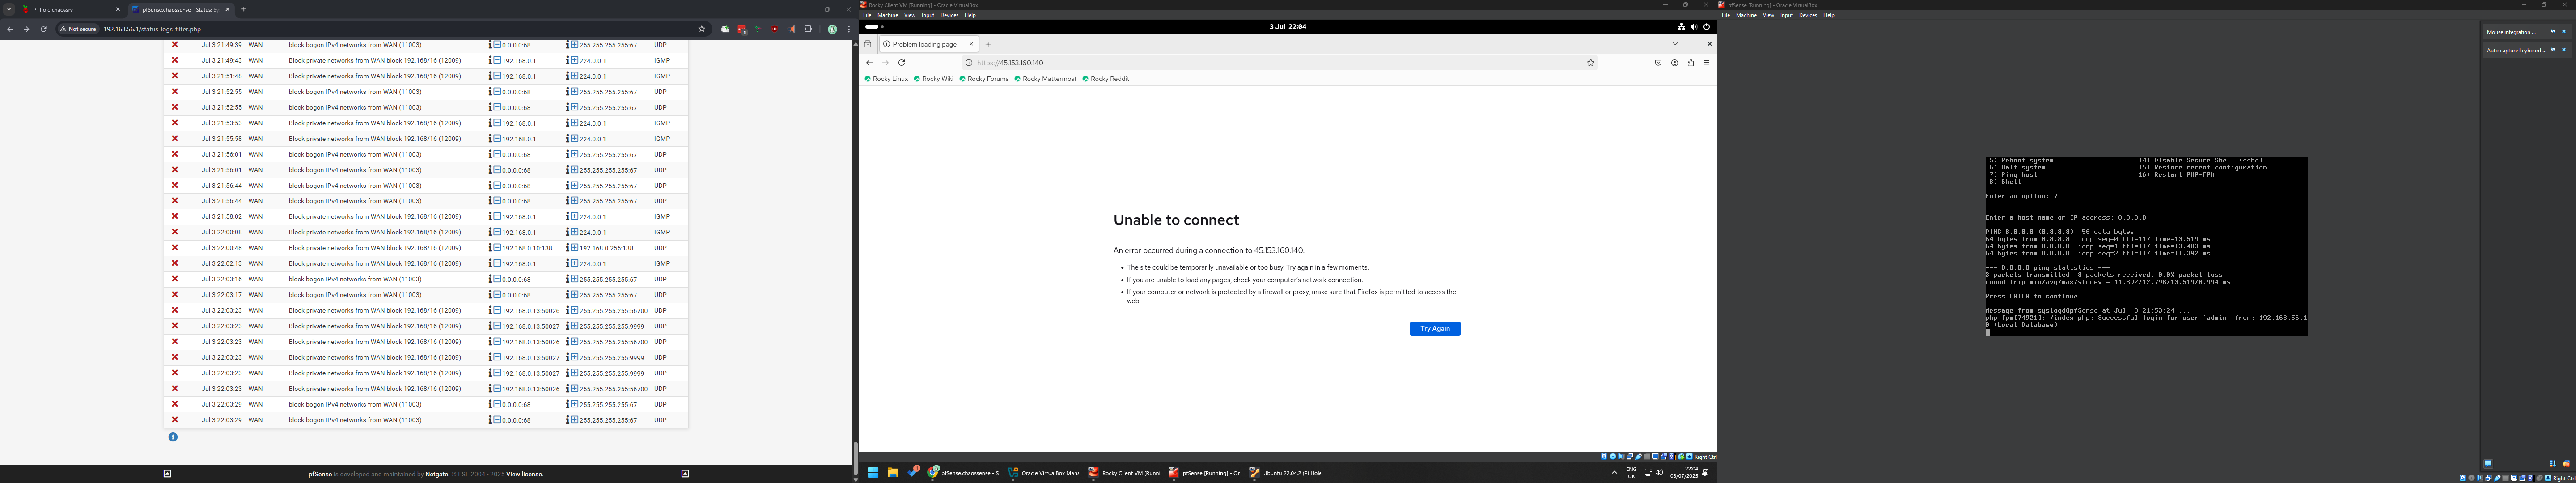 Pi-hole chaossrv
pfSense.chaossense - Status: Sy
Not secure 192.168.56.1/status_logs_filter.php
Jul 3 21:49:39 WAN block bogon IPv4 networks from WAN (11003) 0.0.0.0:68 255.255.255.255:67 UDP
Jul 3 21:49:43 WAN Block private networks from WAN block 192.168/16 (12009) 192.168.0.1 224.0.0.1 IGMP
Jul 3 21:51:48 WAN Block private networks from WAN block 192.168/16 (12009) 192.168.0.1 224.0.0.1 IGMP
Jul 3 21:52:55 WAN block bogon IPv4 networks from WAN (11003) 0.0.0.0:68 255.255.255.255:67 UDP
Jul 3 21:52:55 WAN block bogon IPv4 networks from WAN (11003) 0.0.0.0:68 255.255.255.255:67 UDP
Jul 3 21:53:53 WAN Block private networks from WAN block 192.168/16 (12009) 192.168.0.1 224.0.0.1 IGMP
Jul 3 21:55:58 WAN Block private networks from WAN block 192.168/16 (12009) 192.168.0.1 224.0.0.1 IGMP
Jul 3 21:56:01 WAN block bogon IPv4 networks from WAN (11003) 0.0.0.0:68 255.255.255.255:67 UDP
Jul 3 21:56:01 WAN block bogon IPv4 networks from WAN (11003) 0.0.0.0:68 255.255.255.255:67 UDP
Jul 3 21:56:44 WAN block bogon IPv4 networks from WAN (11003) 0.0.0.0:68 255.255.255.255:67 UDP
Jul 3 21:56:44 WAN block bogon IPv4 networks from WAN (11003) 0.0.0.0:68 255.255.255.255:67 UDP
Jul 3 21:58:02 WAN Block private networks from WAN block 192.168/16 (12009) 192.168.0.1 224.0.0.1 IGMP
Jul 3 22:00:08 WAN Block private networks from WAN block 192.168/16 (12009) 192.168.0.1 224.0.0.1 IGMP
Jul 3 22:00:48 WAN Block private networks from WAN block 192.168/16 (12009) 192.168.0.10:138 192.168.0.255:138 UDP
Jul 3 22:02:13 WAN Block private networks from WAN block 192.168/16 (12009) 192.168.0.1 224.0.0.1 IGMP
Jul 3 22:03:16 WAN block bogon IPv4 networks from WAN (11003) 0.0.0.0:68 255.255.255.255:67 UDP
Jul 3 22:03:17 WAN block bogon IPv4 networks from WAN (11003) 0.0.0.0:68 255.255.255.255:67 UDP
Jul 3 22:03:23 WAN Block private networks from WAN block 192.168/16 (12009) 192.168.0.13:50026 255.255.255.255:56700 UDP
Jul 3 22:03:23 WAN Block private networks from WAN block 192.168/16 (12009) 192.168.0.13:50027 255.255.255.255:9999 UDP
Jul 3 22:03:23 WAN Block private networks from WAN block 192.168/16 (12009) 192.168.0.13:50026 255.255.255.255:56700 UDP
Jul 3 22:03:23 WAN Block private networks from WAN block 192.168/16 (12009) 192.168.0.13:50027 255.255.255.255:9999 UDP
Jul 3 22:03:23 WAN Block private networks from WAN block 192.168/16 (12009) 192.168.0.13:50027 255.255.255.255:9999 UDP
Jul 3 22:03:23 WAN Block private networks from WAN block 192.168/16 (12009) 192.168.0.13:50026 255.255.255.255:56700 UDP
Jul 3 22:03:29 WAN block bogon IPv4 networks from WAN (11003) 0.0.0.0:68 255.255.255.255:67 UDP
Jul 3 22:03:29 WAN block bogon IPv4 networks from WAN (11003) 0.0.0.0:68 255.255.255.255:67 UDP
pfSense is developed and maintained by Netgate. © ESF 2004 - 2025 View license.
Rocky Client VM [Running] - Oracle VirtualBox
File Machine View Input Devices Help
3 Jul 22:04
Problem loading page
https://45.153.160.140
Rocky Linux Rocky Wiki Rocky Forums Rocky Mattermost Rocky Reddit
Unable to connect
An error occurred during a connection to 45.153.160.140.
• The site could be temporarily unavailable or too busy. Try again in a few moments.
• If you are unable to load any pages, check your computer's network connection.
• If your computer or network is protected by a firewall or proxy, make sure that Firefox is permitted to access the
web.
Try Again
Right Ctrl
pfSense.chaossense - S
Oracle VirtualBox Mana
Rocky Client VM [Runni
pfSense [Running] - Or
Ubuntu 22.04.2 (Pi Hol
ENG
UK
22:04
03/07/2025
pfSense [Running] - Oracle VirtualBox
File Machine View Input Devices Help
Mouse integration ...
Auto capture keyboard ...
5) Reboot system 14) Disable Secure Shell (sshd)
6) Halt system 15) Restore recent configuration
7) Ping host 16) Restart PHP-FPM
8) Shell
Enter an option: 7
Enter a host name or IP address: 8.8.8.8
PING 8.8.8.8 (8.8.8.8): 56 data bytes
64 bytes from 8.8.8.8: icmp_seq=0 ttl=117 time=13.519 ms
64 bytes from 8.8.8.8: icmp_seq=1 ttl=117 time=13.483 ms
64 bytes from 8.8.8.8: icmp_seq=2 ttl=117 time=11.392 ms
--- 8.8.8.8 ping statistics ---
3 packets transmitted, 3 packets received, 0.0% packet loss
round-trip min/avg/max/stddev = 11.392/12.798/13.519/0.994 ms
Press ENTER to continue.
Message from syslogd@pfSense at Jul 3 21:53:24 ...
php-fpm[74921]: /index.php: Successful login for user 'admin' from: 192.168.56.1
0 (Local Database)
Right Ctrl